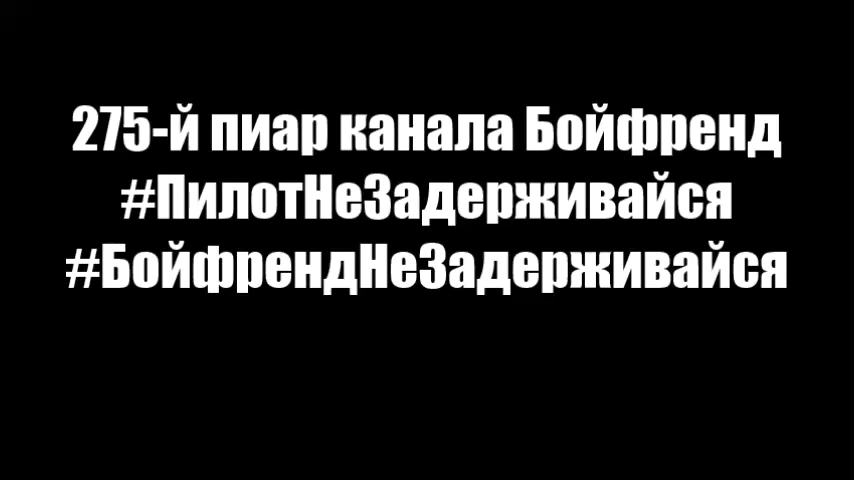 275-й пиар канала Бойфренд
#ПилотНеЗадерживайся
#БойфрендНеЗадерживайся